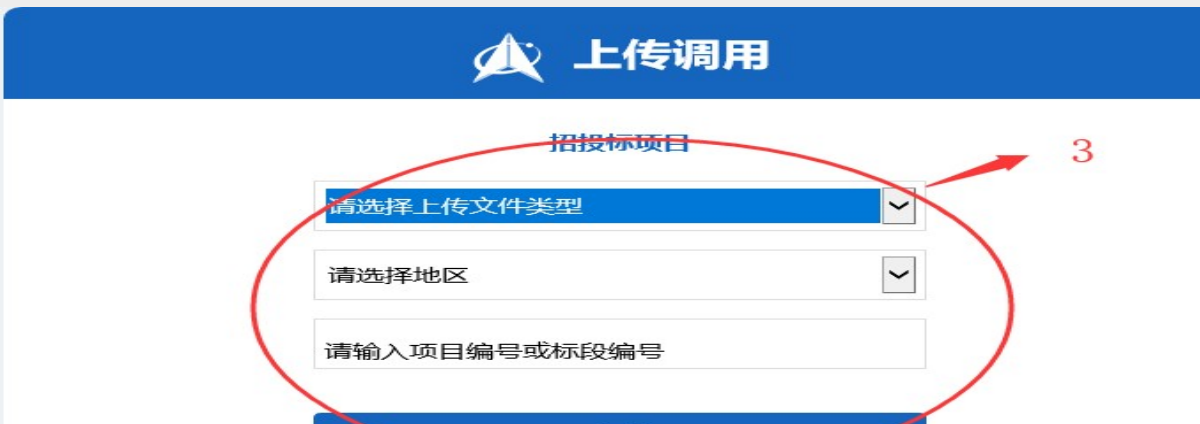 上传调用
招投标项目
3
请选择上传文件类型
请选择地区
请输入项目编号或标段编号